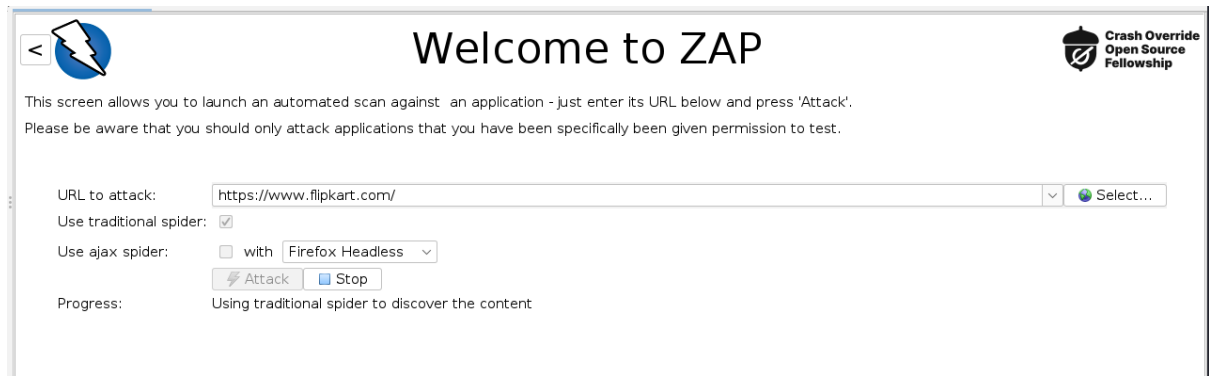 <
Welcome to ZAP
Crash Override
Open Source
Fellowship
This screen allows you to launch an automated scan against  an application - just enter its URL below and press 'Attack'.
Please be aware that you should only attack applications that you have been specifically been given permission to test.
URL to attack: https://www.flipkart.com/ Select...
Use traditional spider:
Use ajax spider: with Firefox Headless
Attack Stop
Progress: Using traditional spider to discover the content